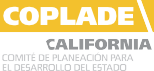 COPLADE
CALIFORNIA
COMITÉ DE PLANEACIÓN PARA
EL DESARROLLO DEL ESTADO